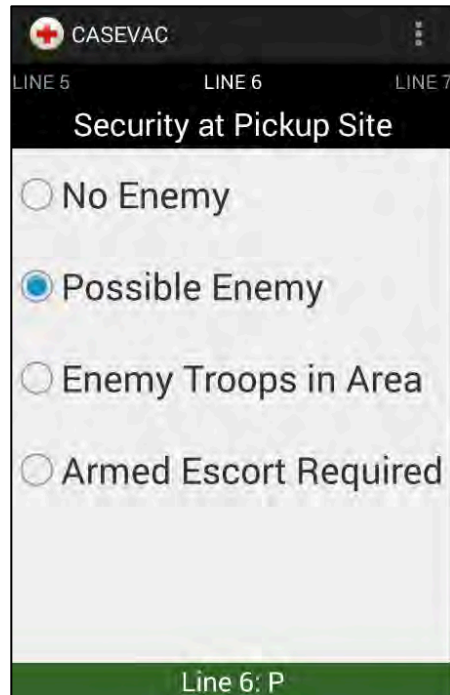 CASEVAC
LINE 5 LINE 6 LINE 7
Security at Pickup Site
No Enemy
Possible Enemy
Enemy Troops in Area
Armed Escort Required
Line 6: P